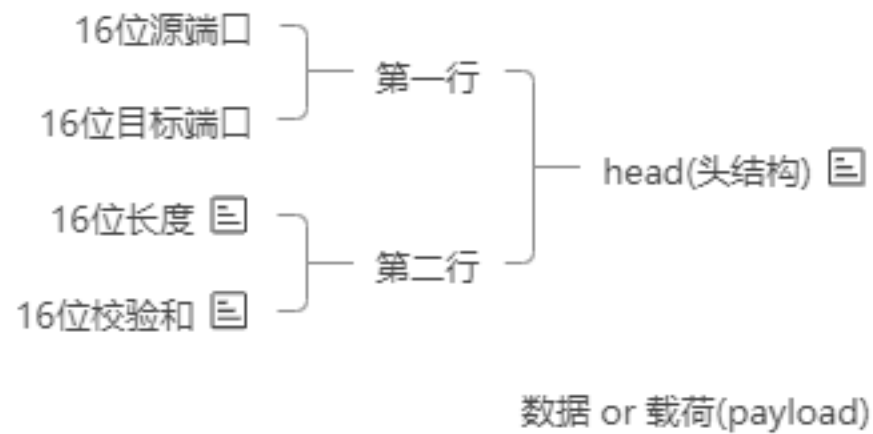 16位源端口
第一行
16位目标端口
head(头结构)
16位长度
第二行
16位校验和
数据 or 载荷(payload)